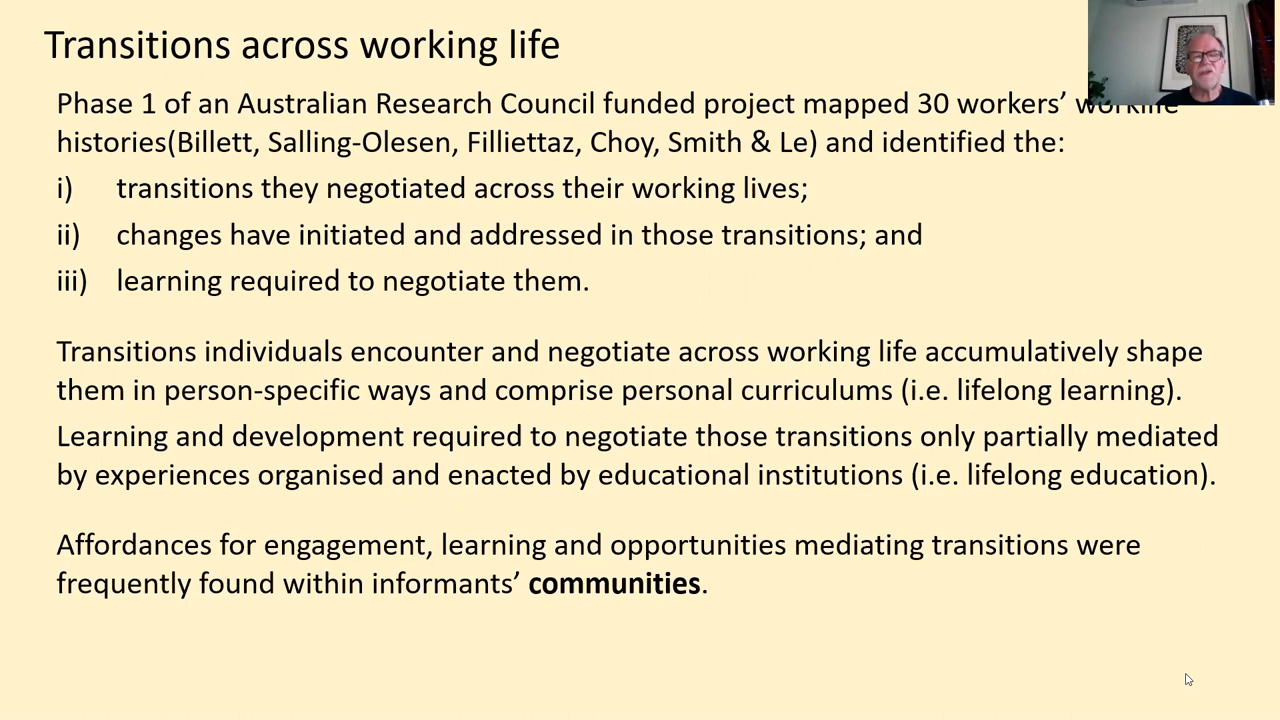 Transitions across working life
Phase 1 of an Australian Research Council funded project mapped 30 workers’ worklife
histories(Billett, Salling-Olesen, Filliettaz, Choy, Smith & Le) and identified the:
i) transitions they negotiated across their working lives;
ii) changes have initiated and addressed in those transitions; and
iii) learning required to negotiate them.
Transitions individuals encounter and negotiate across working life accumulatively shape
them in person-specific ways and comprise personal curriculums (i.e. lifelong learning).
Learning and development required to negotiate those transitions only partially mediated
by experiences organised and enacted by educational institutions (i.e. lifelong education).
Affordances for engagement, learning and opportunities mediating transitions were
frequently found within informants’ communities.